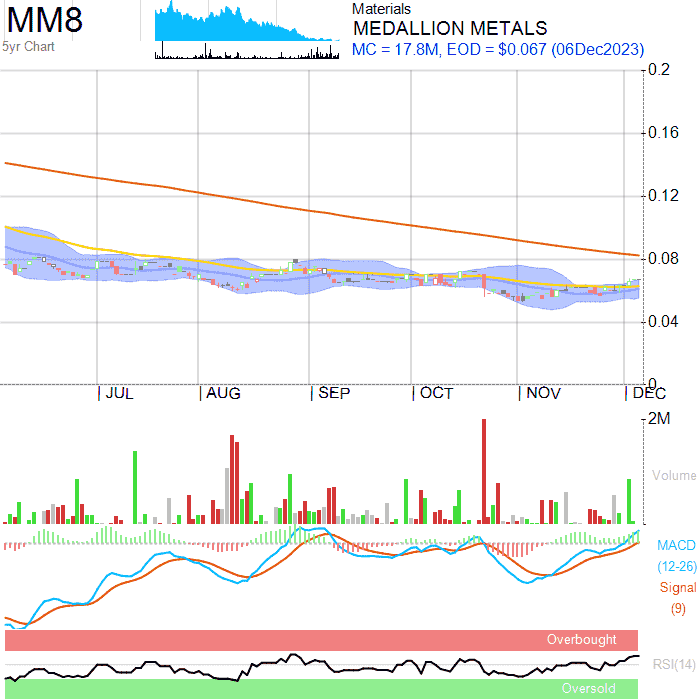 MM8
5yr Chart
Materials
MEDALLION METALS
MC = 17.8M, EOD = $0.067 (06Dec2023)
0.2
0.16
0.12
0.08
0.04
0
JUL AUG SEP OCT NOV DEC
2M
Volume
MACD
(12-26)
Signal
(9)
Overbought
RSI(14)
Oversold